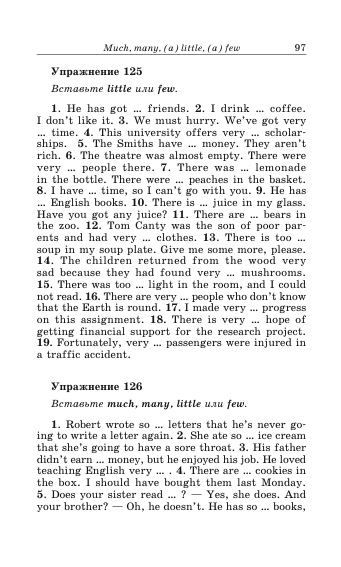 Much, many, (a) little, (a) few 97
Упражнение 125
Вставьте little или few.
1. He has got ... friends. 2. I drink ... coffee.
I don't like it. 3. We must hurry. We've got very
... time. 4. This university offers very ... scholar-
ships. 5. The Smiths have ... money. They aren't
rich. 6. The theatre was almost empty. There were
very ... people there. 7. There was ... lemonade
in the bottle. There were ... peaches in the basket.
8. I have ... time, so I can't go with you. 9. He has
... English books. 10. There is ... juice in my glass.
Have you got any juice? 11. There are ... bears in
the zoo. 12. Tom Canty was the son of poor par-
ents and had very ... clothes. 13. There is too ...
soup in my soup plate. Give me some more, please.
14. The children returned from the wood very
sad because they had found very ... mushrooms.
15. There was too ... light in the room, and I could
not read. 16. There are very ... people who don't know
that the Earth is round. 17. I made very ... progress
on this assignment. 18. There is very ... hope of
getting financial support for the research project.
19. Fortunately, very ... passengers were injured in
a traffic accident.
Упражнение 126
Вставьте much, many, little или few.
1. Robert wrote so ... letters that he's never go-
ing to write a letter again. 2. She ate so ... ice cream
that she's going to have a sore throat. 3. His father
didn't earn ... money, but he enjoyed his job. He loved
teaching English very ... . 4. There are ... cookies in
the box. I should have bought them last Monday.
5. Does your sister read ... ? — Yes, she does. And
your brother? — Oh, he doesn't. He has so ... books,